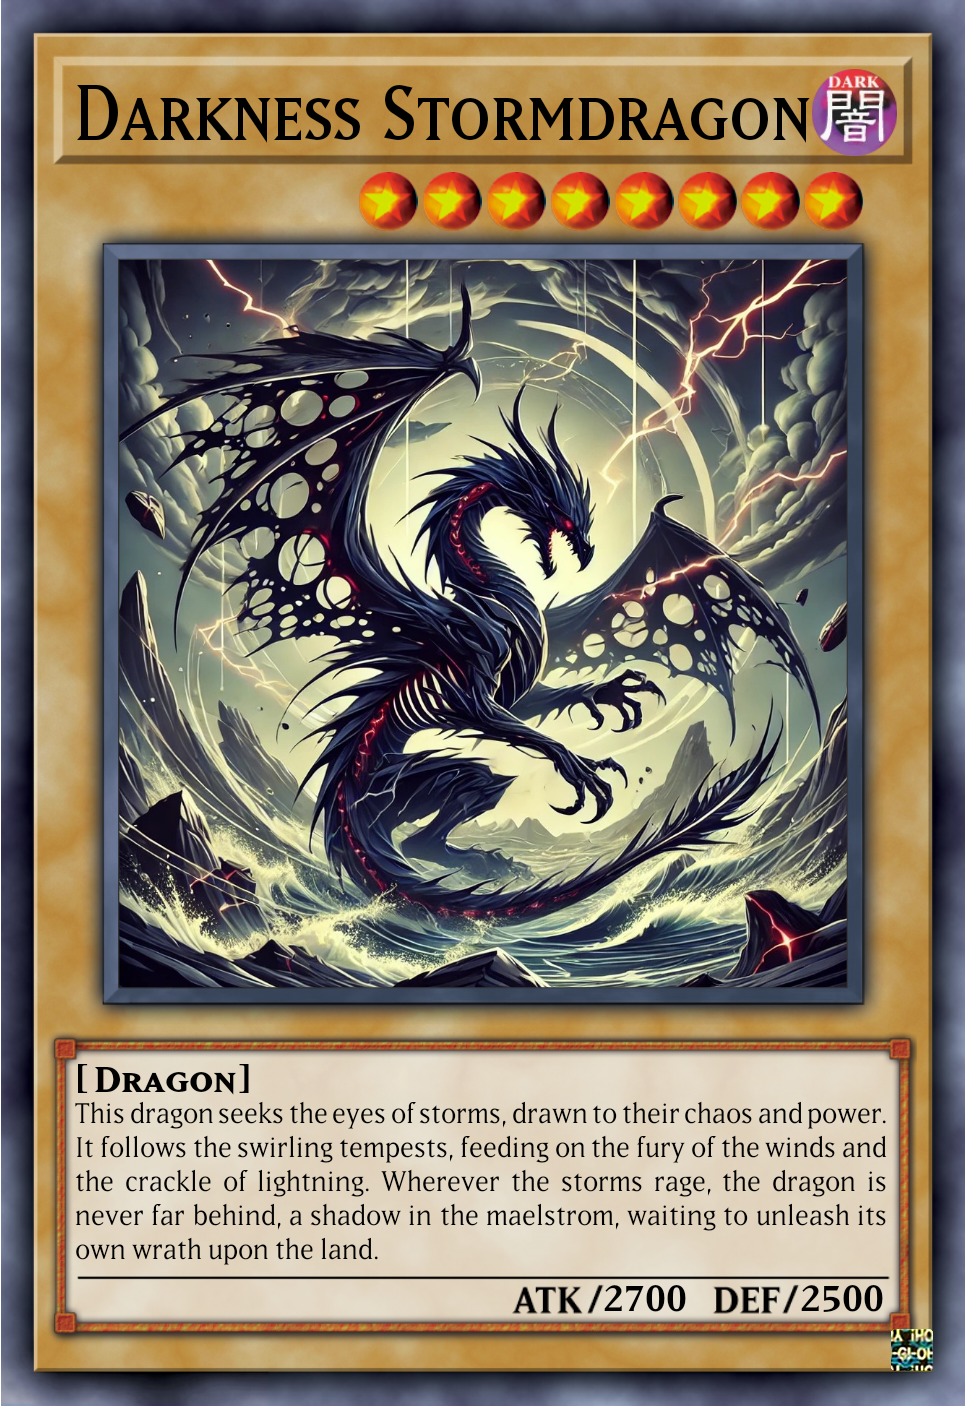 Darkness Stormdragon
DARK
闇
[ Dragon]
This dragon seeks the eyes of storms, drawn to their chaos and power.
It follows the swirling tempests, feeding on the fury of the winds and
the crackle of lightning. Wherever the storms rage, the dragon is
never far behind, a shadow in the maelstrom, waiting to unleash its
own wrath upon the land.
ATK/2700 DEF/2500